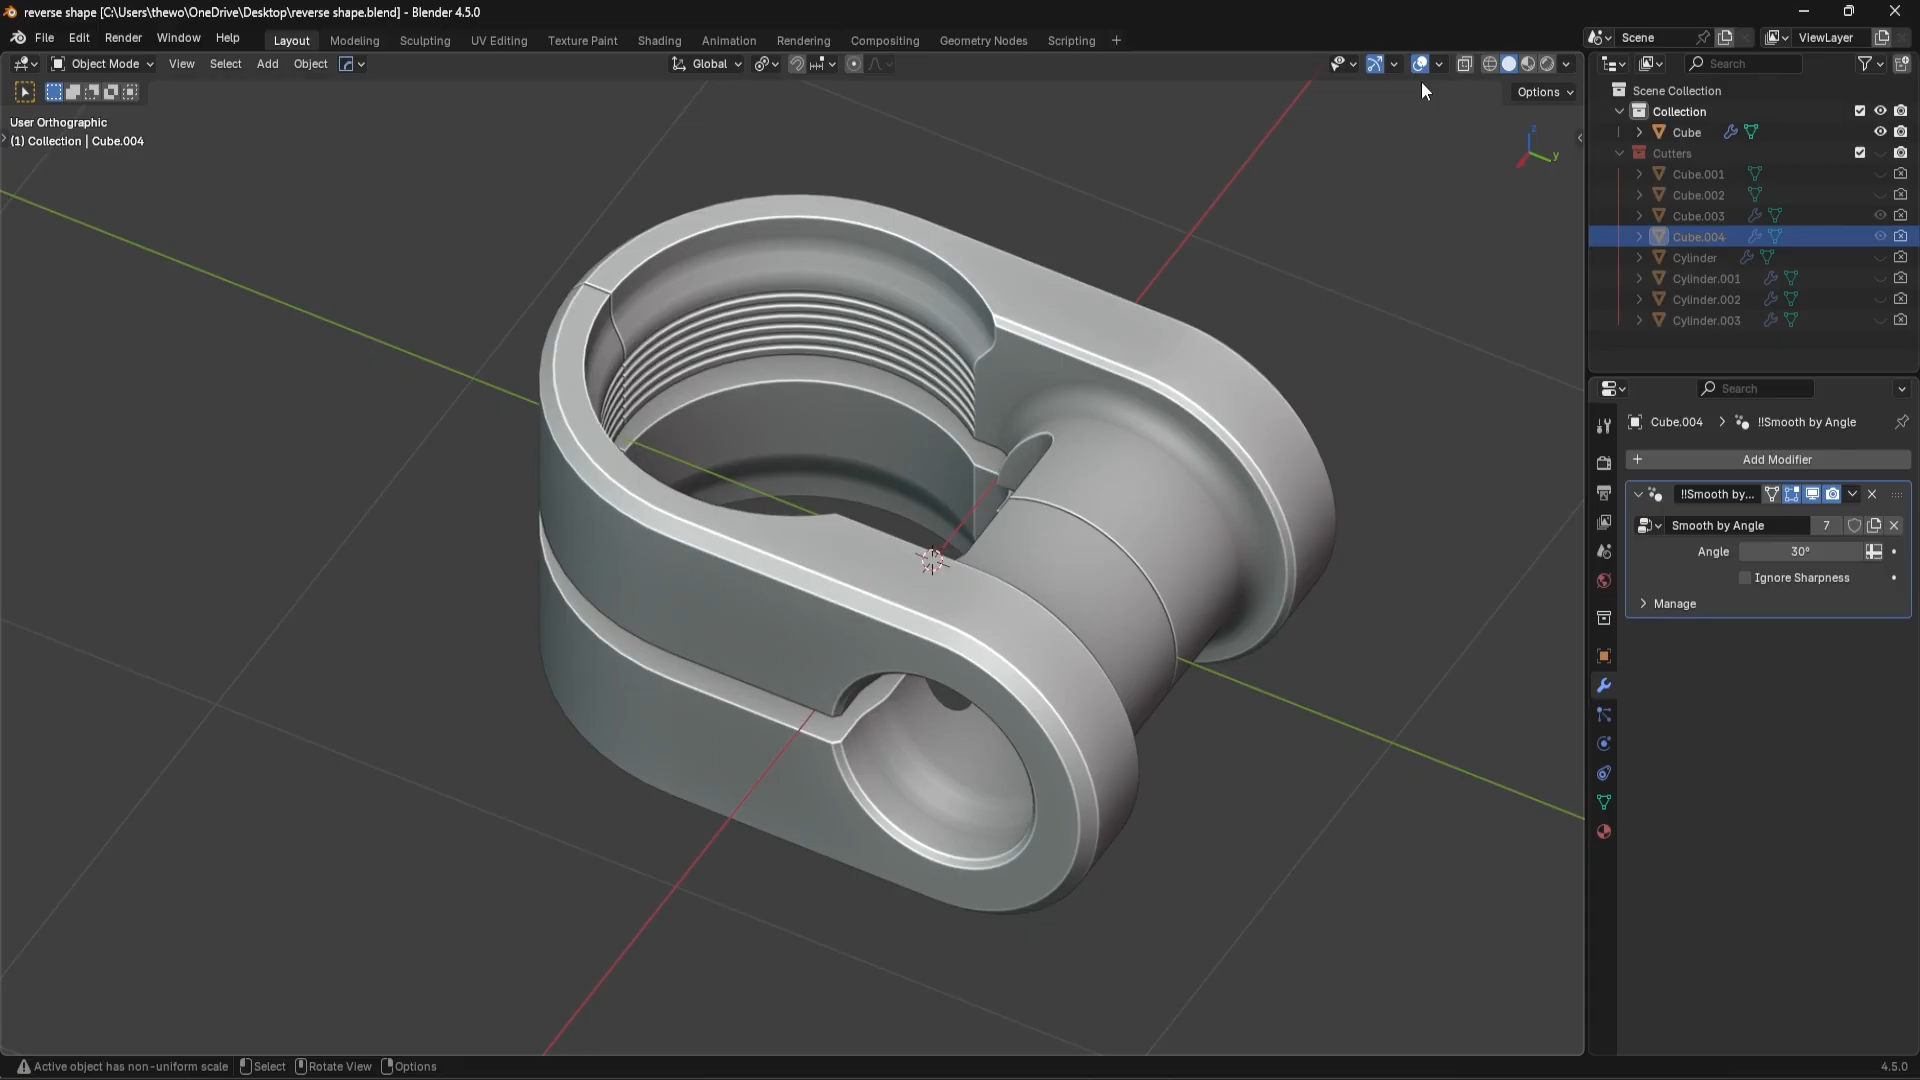 reverse shape [C:\Users\thewo\OneDrive\Desktop\reverse shape.blend] - Blender 4.5.0
File Edit Render Window Help Layout Modeling Sculpting UV Editing Texture Paint Shading Animation Rendering Compositing Geometry Nodes Scripting + Scene ViewLayer
Object Mode View Select Add Object Global Search
Options
User Orthographic
(1) Collection | Cube.004
z
y
Scene Collection
Collection
Cube
Cutters
Cube.001
Cube.002
Cube.003
Cube.004
Cylinder
Cylinder.001
Cylinder.002
Cylinder.003
Search
Cube.004 > !!Smooth by Angle
+ Add Modifier
!!Smooth by...
Smooth by Angle 7
Angle 30°
Ignore Sharpness
Manage
Active object has non-uniform scale Select Rotate View Options 4.5.0